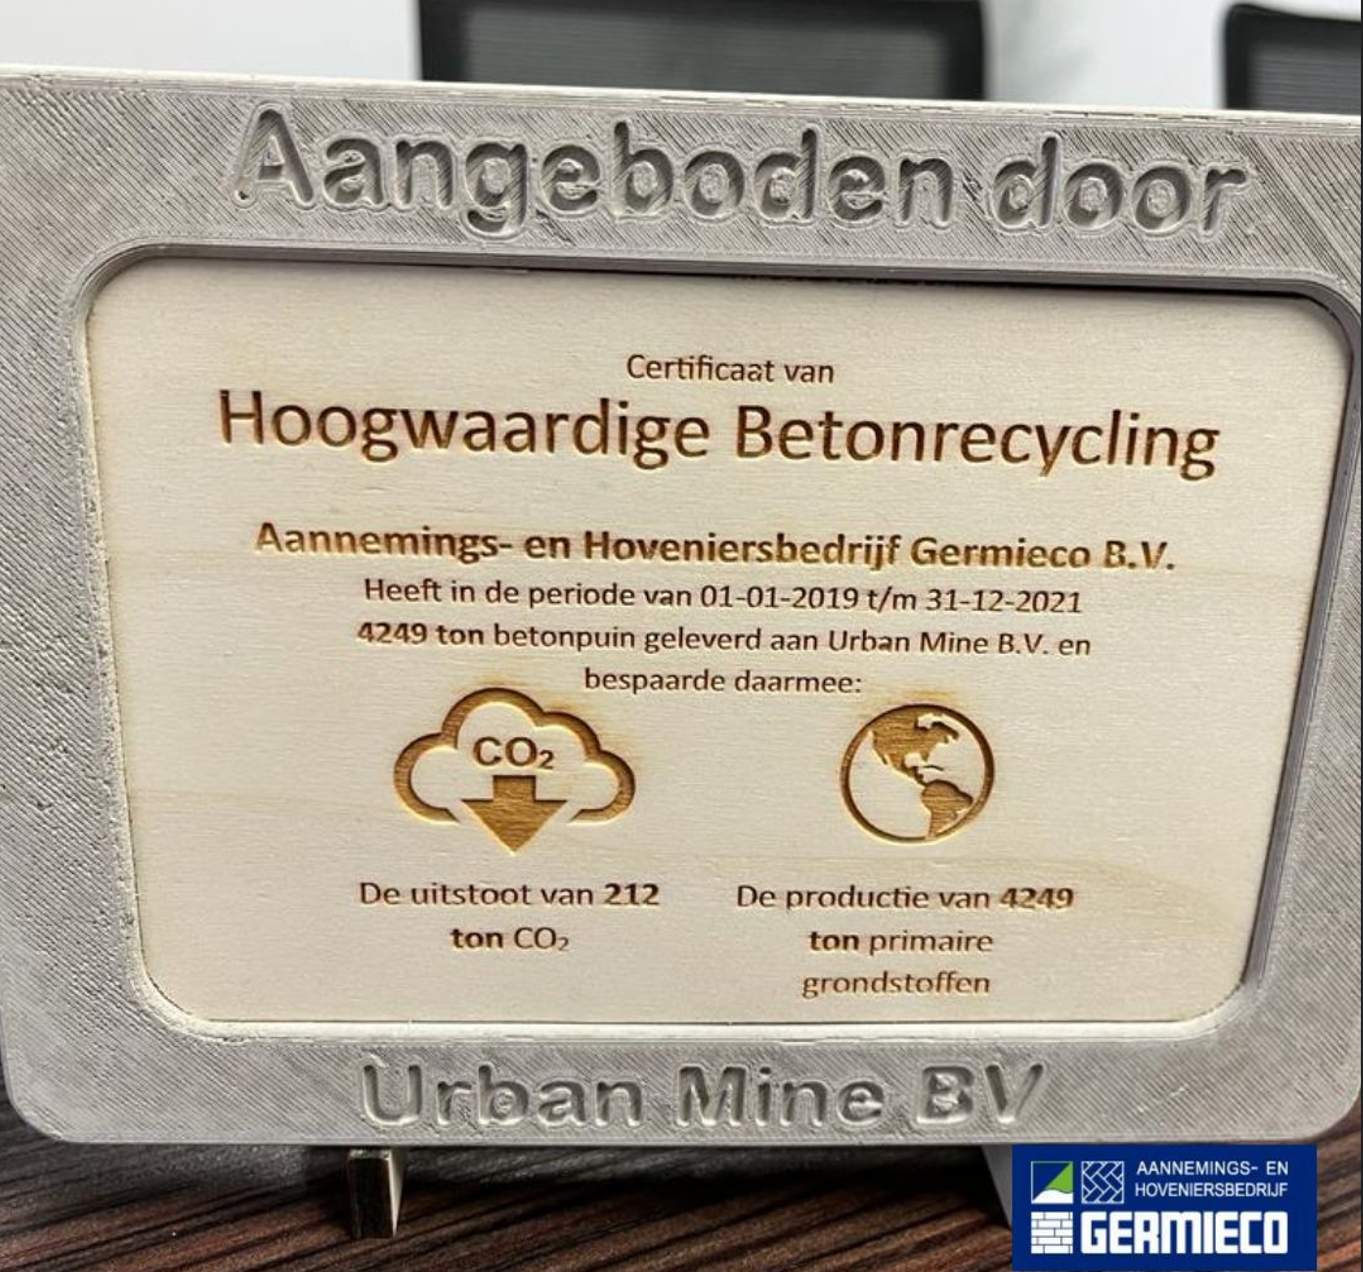 Aangeboden door
Certificaat van
Hoogwaardige Betonrecycling
Aannemings- en Hoveniersbedrijf Germieco B.V.
Heeft in de periode van 01-01-2019 t/m 31-12-2021
4249 ton betonpuin geleverd aan Urban Mine B.V. en
bespaarde daarmee:
CO₂
De uitstoot van 212
ton CO₂
De productie van 4249
ton primaire
grondstoffen
Urban Mine BV
AANNEMINGS- EN
HOVENIERSBEDRIJF
GERMIECO